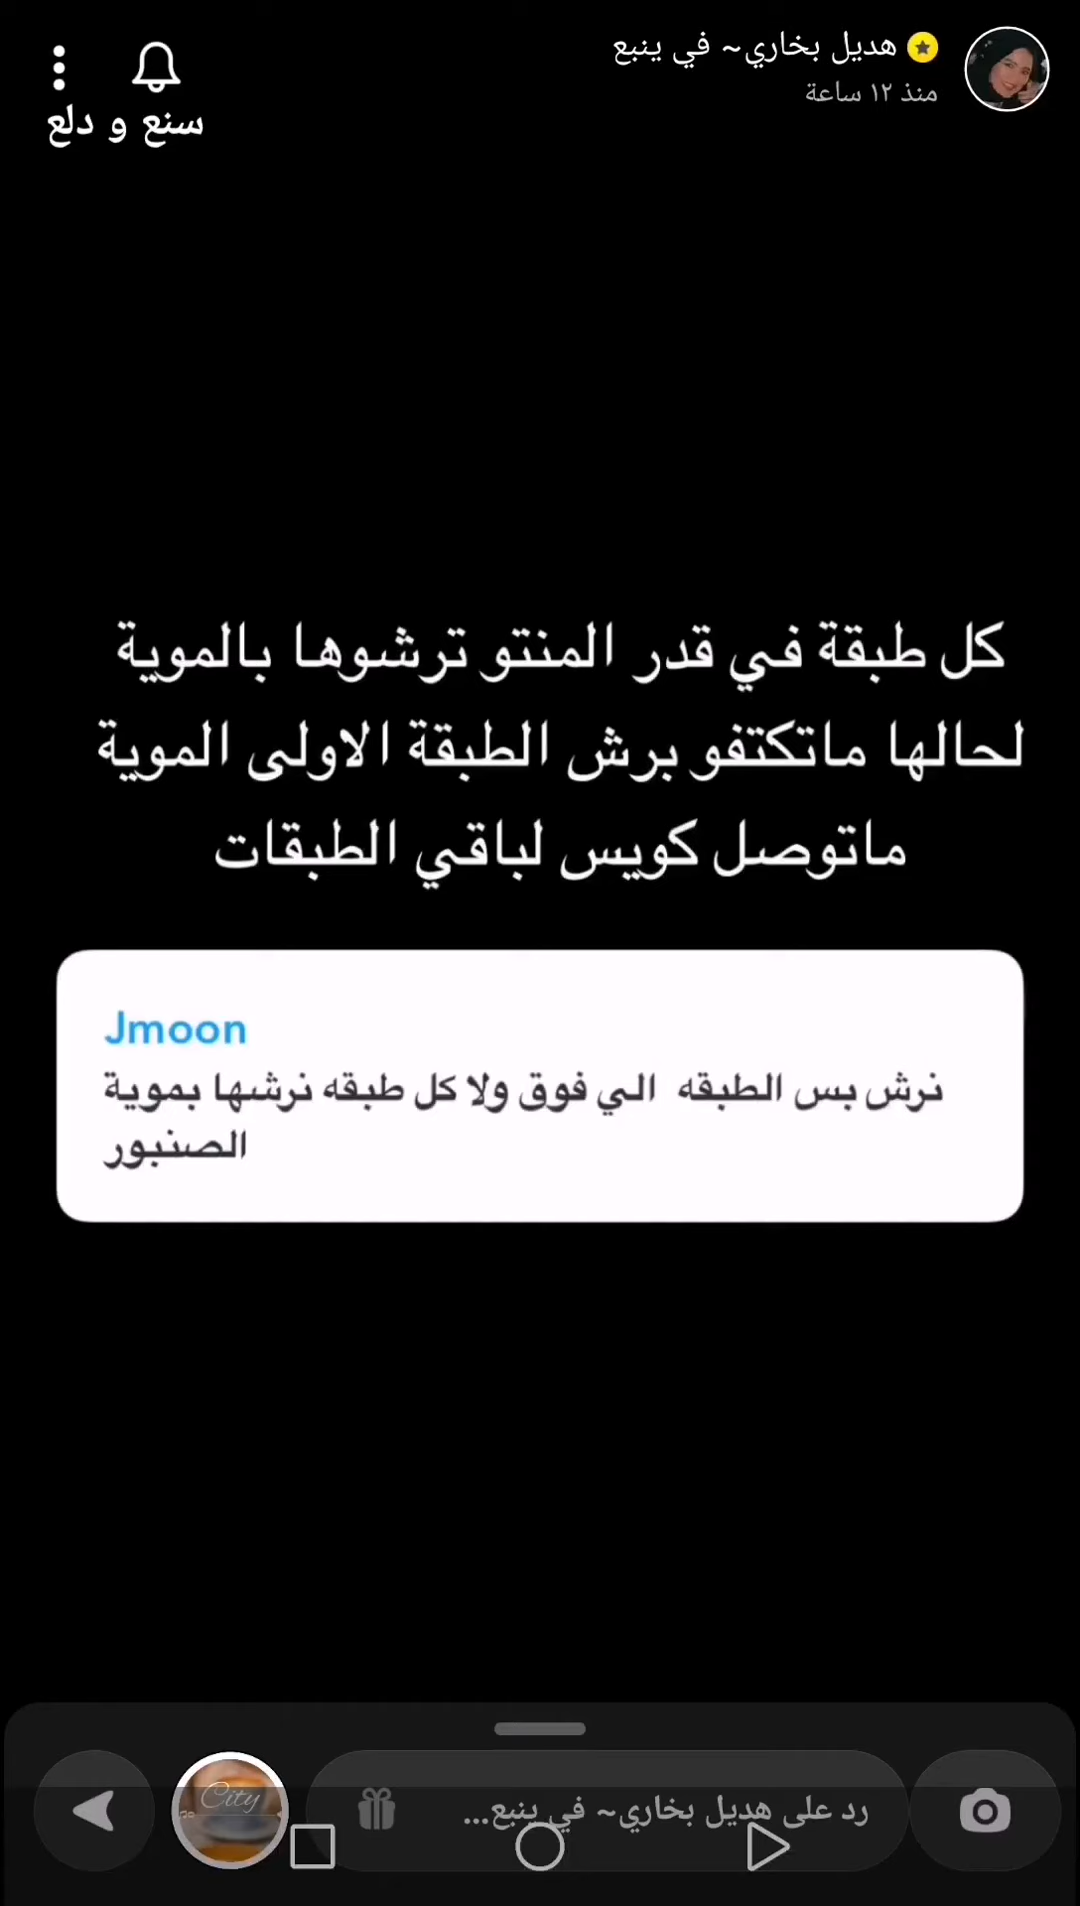 هديل بخاري~ في ينبع
منذ ١٢ ساعة
سنع و دلع
كل طبقة في قدر المنتو ترشوها بالموية
لحالها ماتكتفو برش الطبقة الاولى الموية
ماتوصل كويس لباقي الطبقات
Jmoon
نرش بس الطبقه الي فوق ولا كل طبقه نرشها بموية
الصنبور
City
رد على هديل بخاري~ في ينبع...